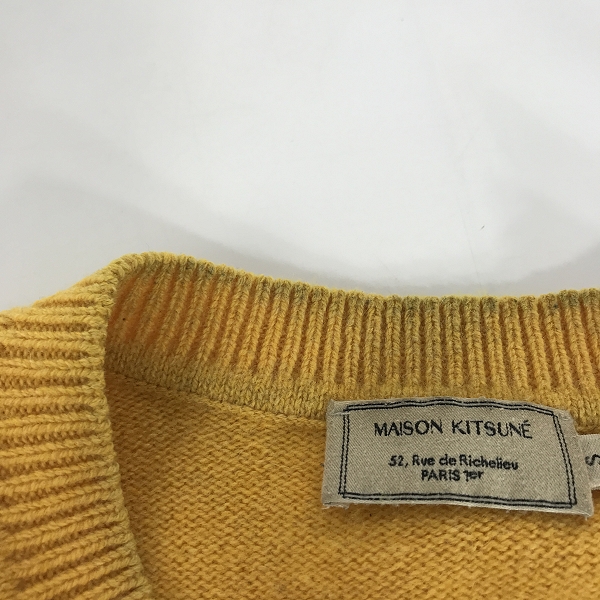 MAISON KITSUNÉ
52, Rue de Richelieu
PARIS 1er
S